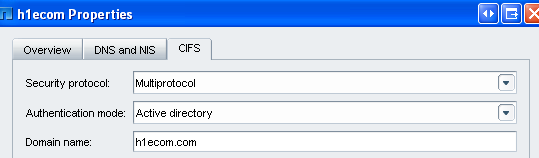 h1ecom Properties
Overview DNS and NIS CIFS
Security protocol: Multiprotocol
Authentication mode: Active directory
Domain name: h1ecom.com